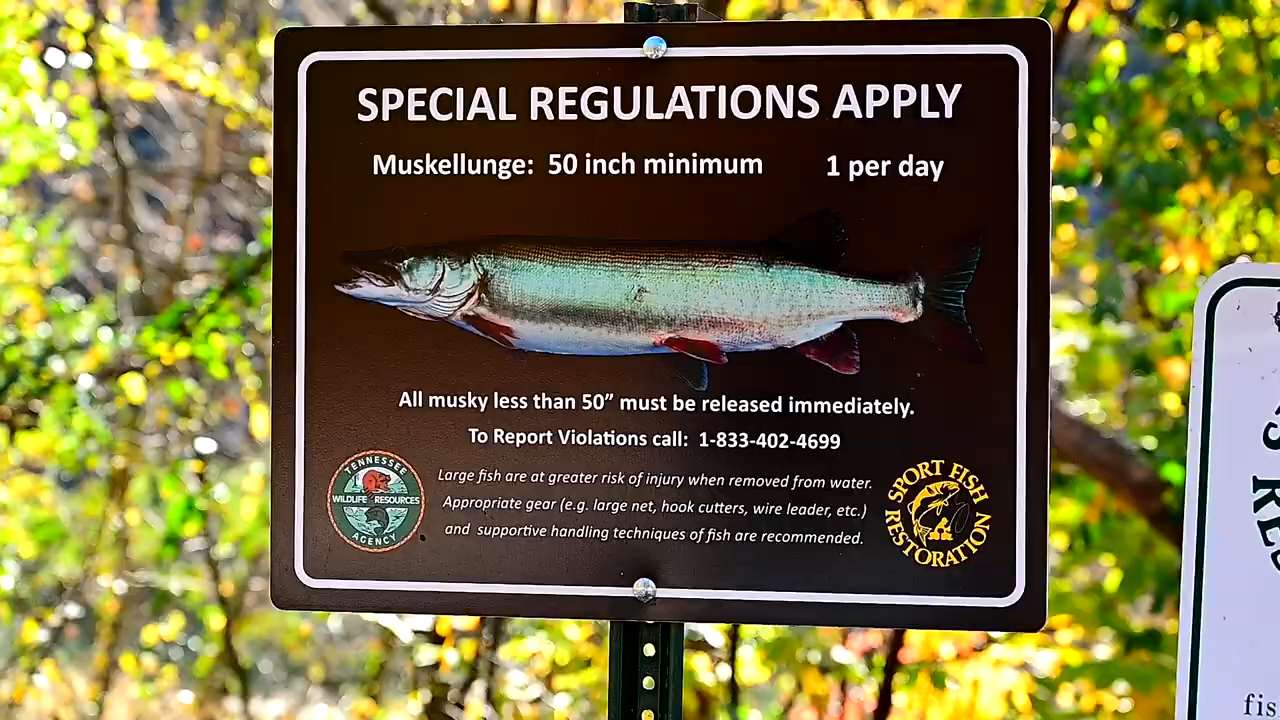 SPECIAL REGULATIONS APPLY
Muskellunge: 50 inch minimum 1 per day
All musky less than 50” must be released immediately.
To Report Violations call: 1-833-402-4699
Large fish are at greater risk of injury when removed from water.
Appropriate gear (e.g. large net, hook cutters, wire leader, etc.)
and supportive handling techniques of fish are recommended.
TENNESSEE
WILDLIFE RESOURCES
AGENCY
SPORT FISH
RESTORATION
fis